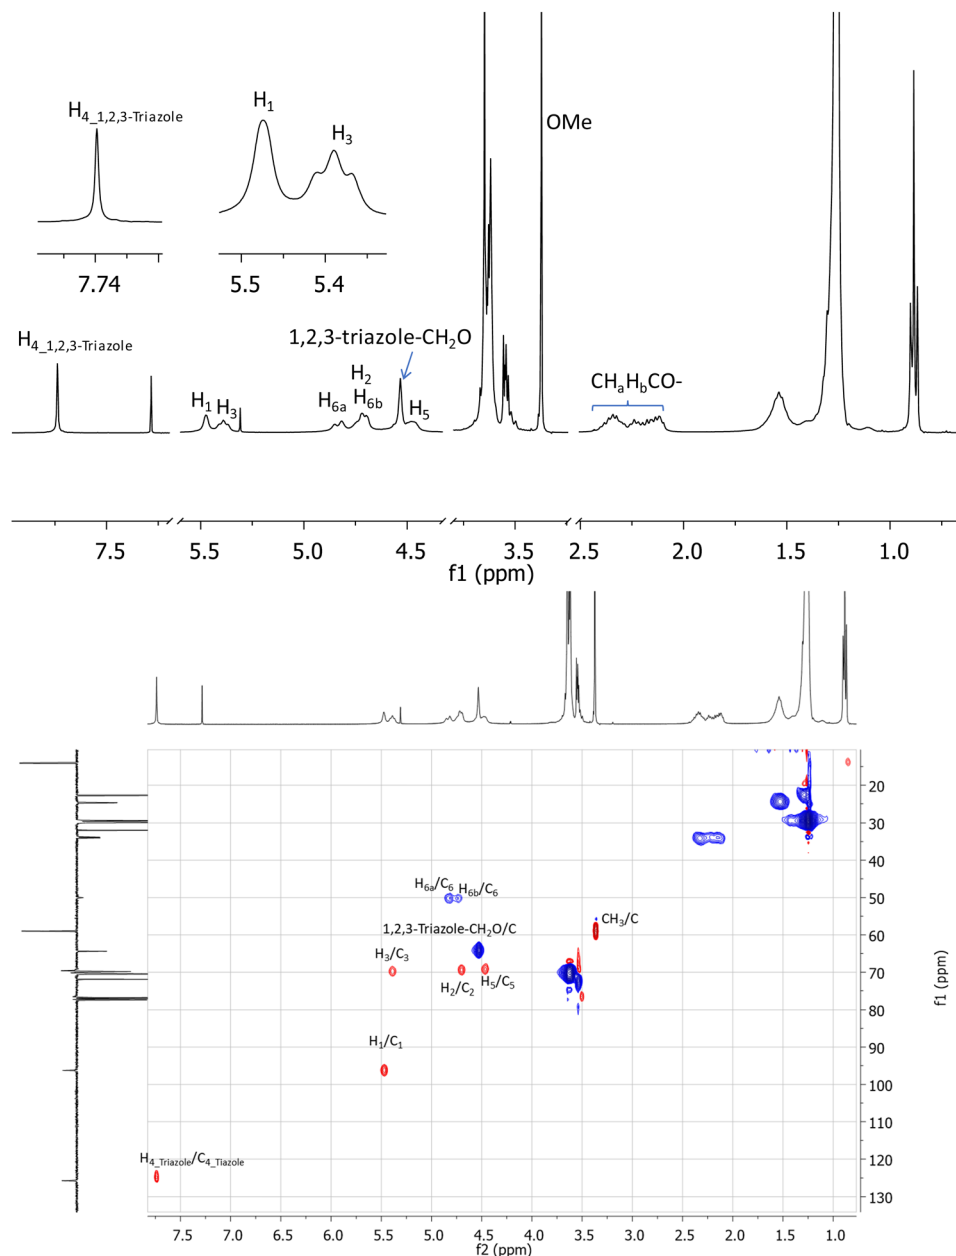 H4_1,2,3-Triazole
H1
H3
OMe
7.74
5.5 5.4
H4_1,2,3-Triazole
1,2,3-triazole-CH2O
H1
H3
H6a
H2
H6b
H5
CHaHbCO-
7.5 5.5 5.0 4.5 3.5 2.5 2.0 1.5 1.0
f1 (ppm)
H6a/C6
H6b/C6
1,2,3-Triazole-CH2O/C
CH3/C
H3/C3
H2/C2
H5/C5
H1/C1
H4_Triazole/C4_Tiazole
20
30
40
50
60
70
80
90
100
110
120
130
f1 (ppm)
7.5 7.0 6.5 6.0 5.5 5.0 4.5 4.0 3.5 3.0 2.5 2.0 1.5 1.0
f2 (ppm)